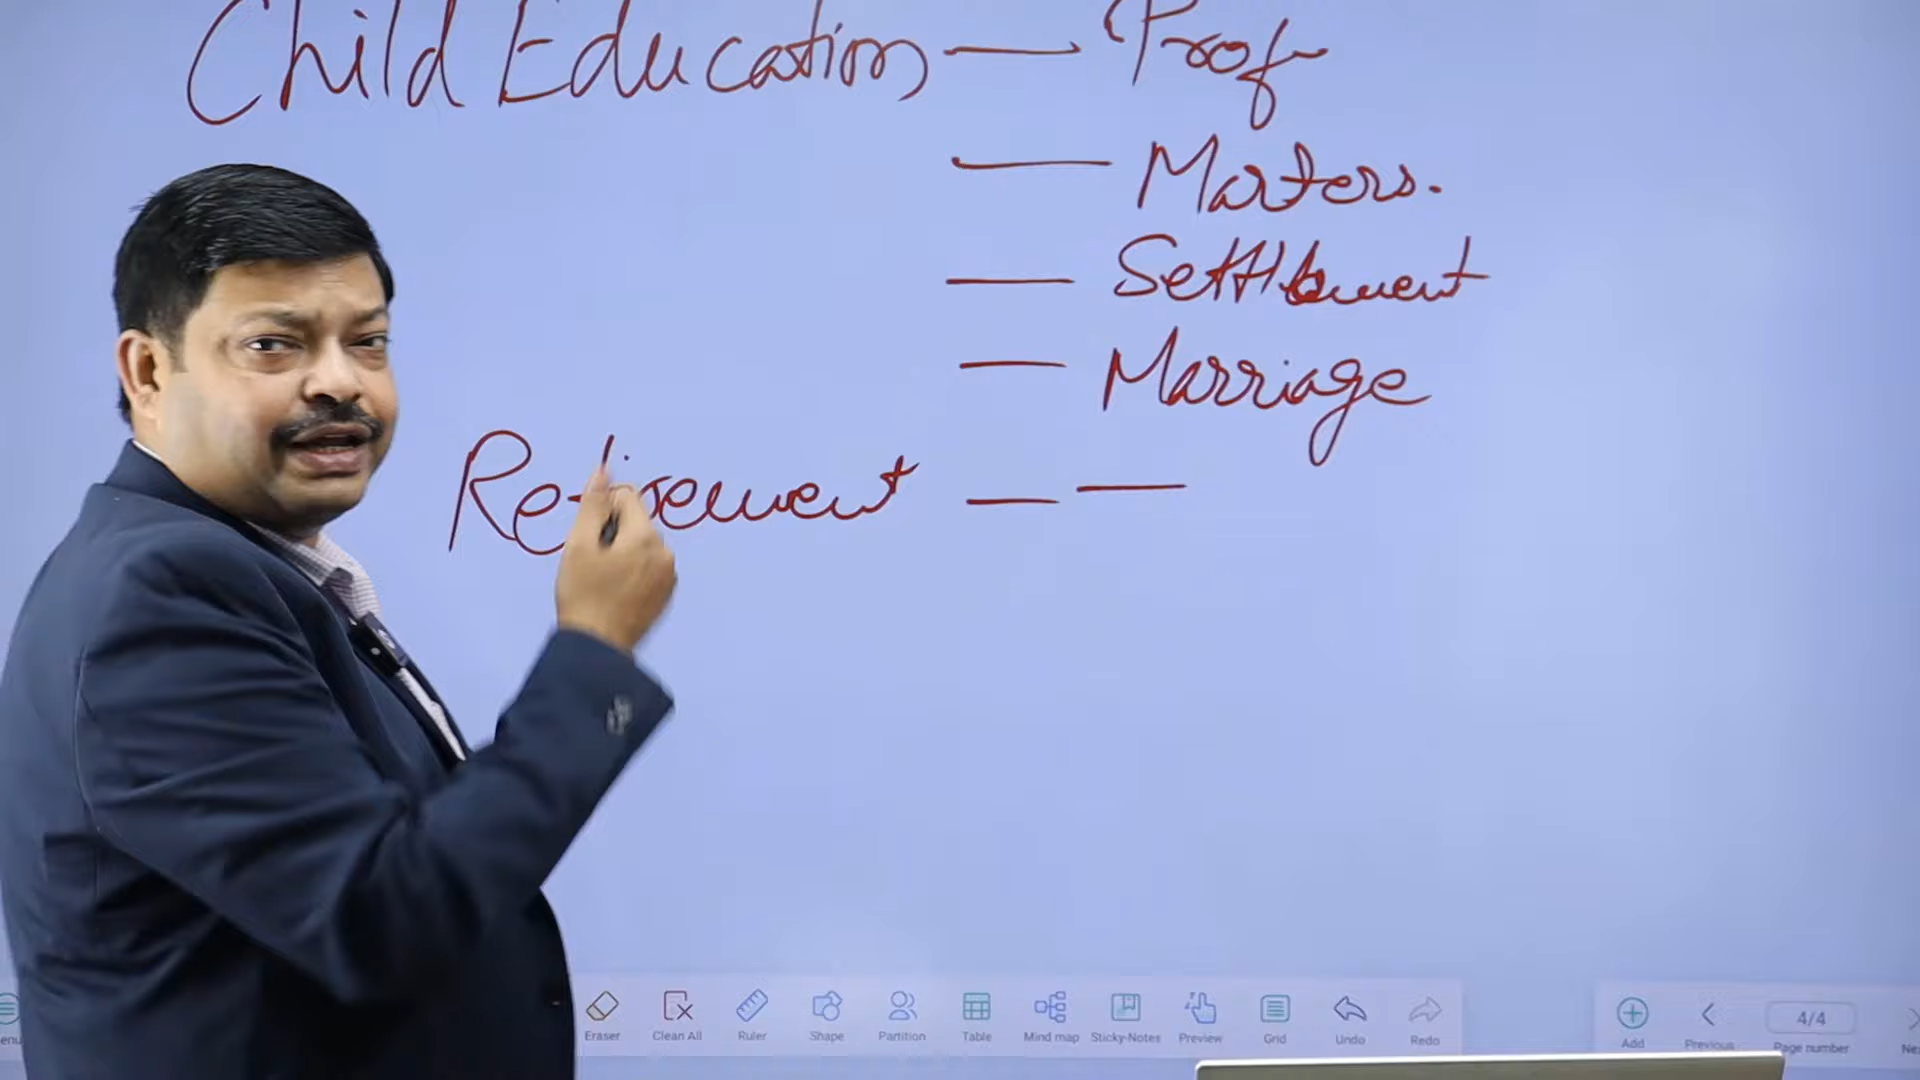 Child Education — Prof
— Masters.
— Settlement
— Marriage
Retirement — —
Eraser
Clean All
Ruler
Shape
Partition
Table
Mind map
Sticky-Notes
Preview
Grid
Undo
Redo
Add
Previous
4/4
Page number